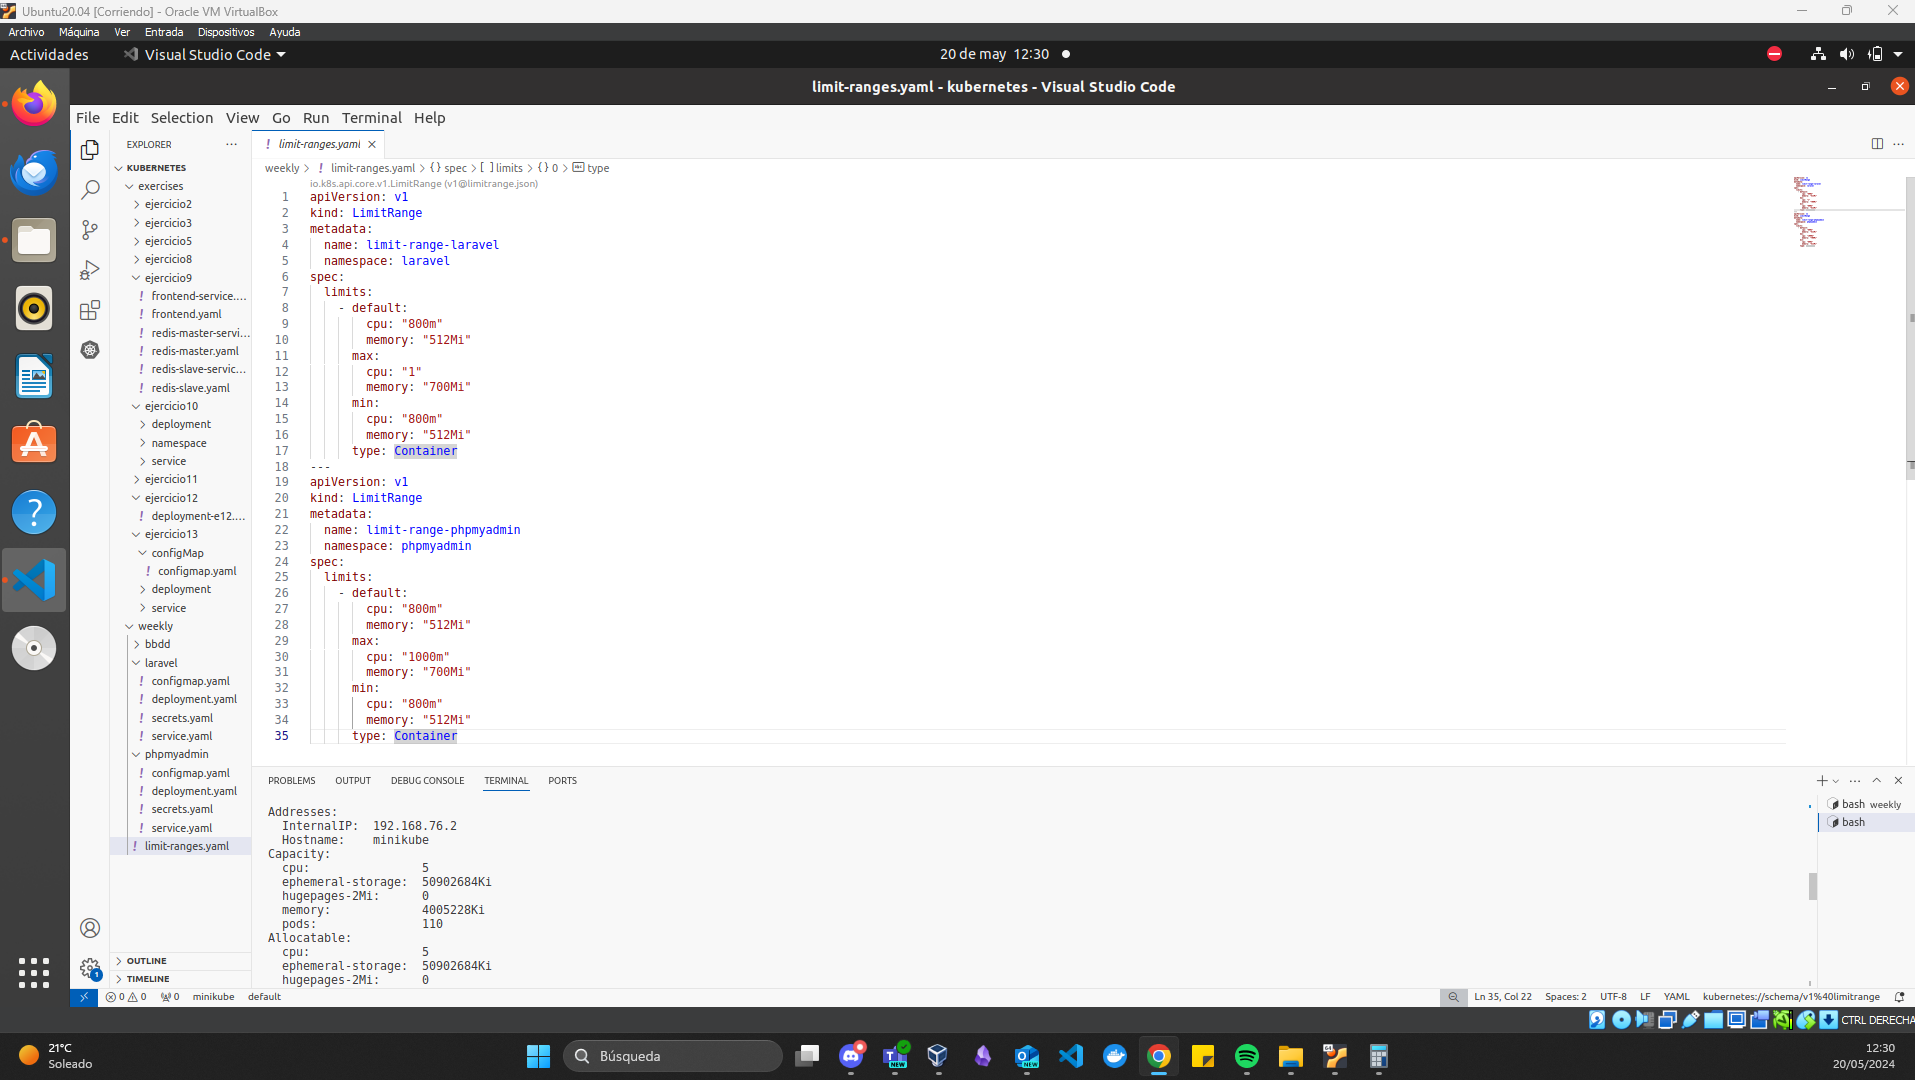 Ubuntu20.04 [Corriendo] - Oracle VM VirtualBox
Archivo Máquina Ver Entrada Dispositivos Ayuda
Actividades Visual Studio Code 20 de may 12:30
limit-ranges.yaml - kubernetes - Visual Studio Code
File Edit Selection View Go Run Terminal Help
EXPLORER
KUBERNETES
exercises
ejercicio2
ejercicio3
ejercicio5
ejercicio8
ejercicio9
! frontend-service....
! frontend.yaml
! redis-master-servi...
! redis-master.yaml
! redis-slave-servic...
! redis-slave.yaml
ejercicio10
deployment
namespace
service
ejercicio11
ejercicio12
! deployment-e12....
ejercicio13
configMap
! configmap.yaml
deployment
service
weekly
bbdd
laravel
! configmap.yaml
! deployment.yaml
! secrets.yaml
! service.yaml
phpmyadmin
! configmap.yaml
! deployment.yaml
! secrets.yaml
! service.yaml
! limit-ranges.yaml
OUTLINE
TIMELINE
! limit-ranges.yaml
weekly > ! limit-ranges.yaml > {} spec > [ ] limits > {} 0 > abc type
io.k8s.api.core.v1.LimitRange (v1@limitrange.json)
1 apiVersion: v1
2 kind: LimitRange
3 metadata:
4 name: limit-range-laravel
5 namespace: laravel
6 spec:
7 limits:
8 - default:
9 cpu: "800m"
10 memory: "512Mi"
11 max:
12 cpu: "1"
13 memory: "700Mi"
14 min:
15 cpu: "800m"
16 memory: "512Mi"
17 type: Container
18 ---
19 apiVersion: v1
20 kind: LimitRange
21 metadata:
22 name: limit-range-phpmyadmin
23 namespace: phpmyadmin
24 spec:
25 limits:
26 - default:
27 cpu: "800m"
28 memory: "512Mi"
29 max:
30 cpu: "1000m"
31 memory: "700Mi"
32 min:
33 cpu: "800m"
34 memory: "512Mi"
35 type: Container
PROBLEMS OUTPUT DEBUG CONSOLE TERMINAL PORTS
Addresses:
InternalIP: 192.168.76.2
Hostname: minikube
Capacity:
cpu: 5
ephemeral-storage: 50902684Ki
hugepages-2Mi: 0
memory: 4005228Ki
pods: 110
Allocatable:
cpu: 5
ephemeral-storage: 50902684Ki
hugepages-2Mi: 0
bash weekly
bash
1
0 0 0 minikube default Ln 35, Col 22 Spaces: 2 UTF-8 LF YAML kubernetes://schema/v1%40limitrange
CTRL DERECHA
21°C
Soleado
Búsqueda
NEW
NEW
64
12:30
20/05/2024